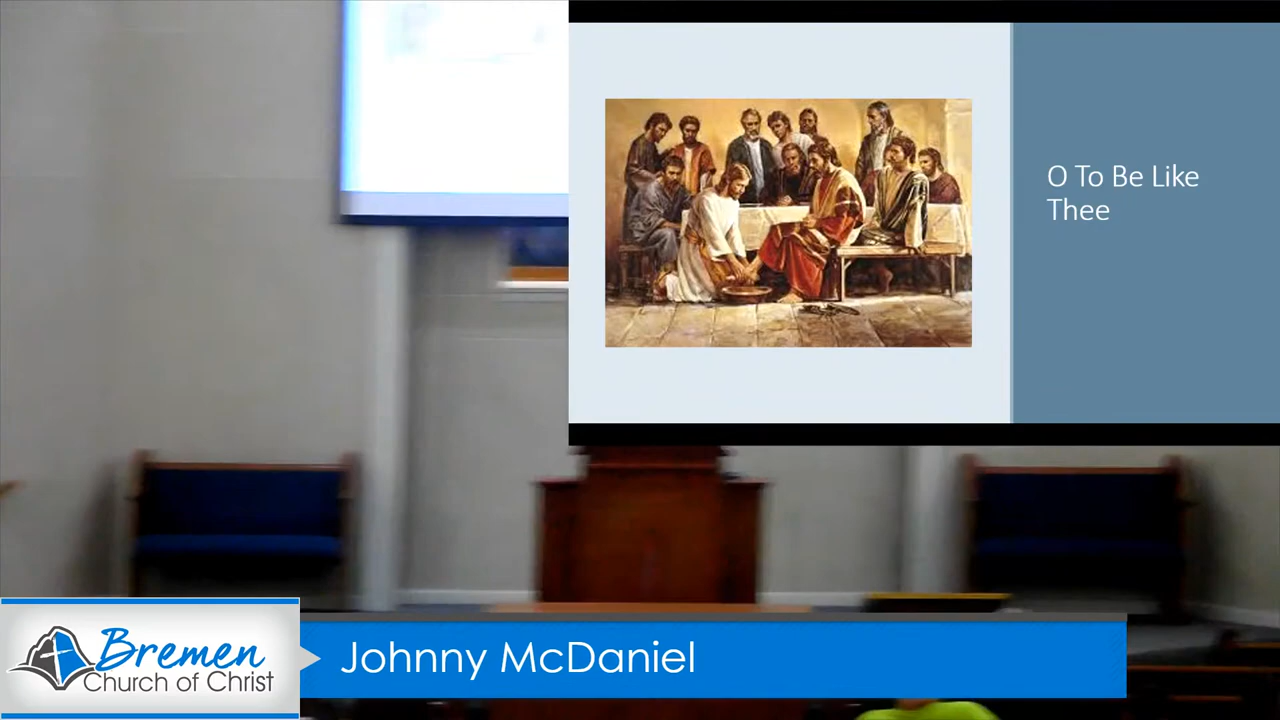 O To Be Like
Thee
Bremen
Church of Christ
Johnny McDaniel